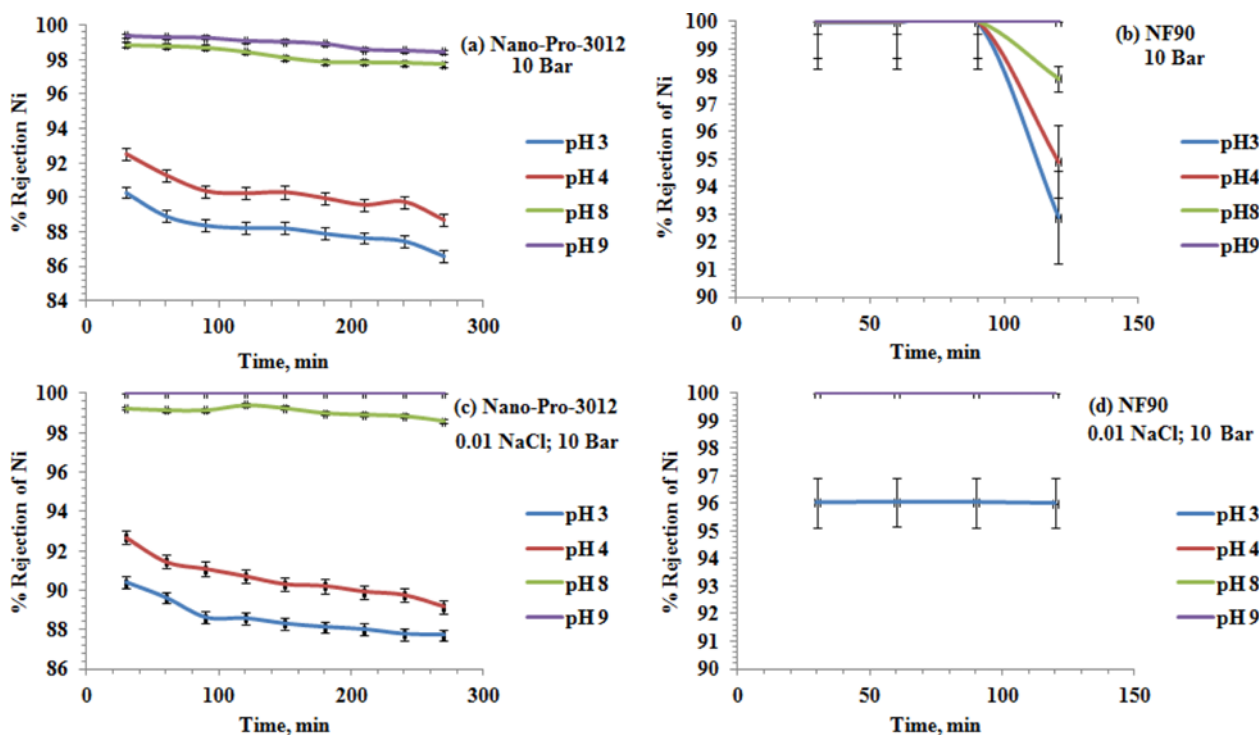 (a) Nano-Pro-3012
10 Bar
% Rejection Ni
100
98
96
94
92
90
88
86
84
0
100
200
300
Time, min
pH 3
pH 4
pH 8
pH 9
(b) NF90
10 Bar
% Rejection of Ni
100
99
98
97
96
95
94
93
92
91
90
0
50
100
150
Time, min
pH3
pH4
pH8
pH9
(c) Nano-Pro-3012
0.01 NaCl; 10 Bar
% Rejection of Ni
100
98
96
94
92
90
88
86
0
100
200
300
Time, min
pH 3
pH 4
pH 8
pH 9
(d) NF90
0.01 NaCl; 10 Bar
% Rejection of Ni
100
99
98
97
96
95
94
93
92
91
90
0
50
100
150
Time, min
pH 3
pH 4
pH 8
pH 9